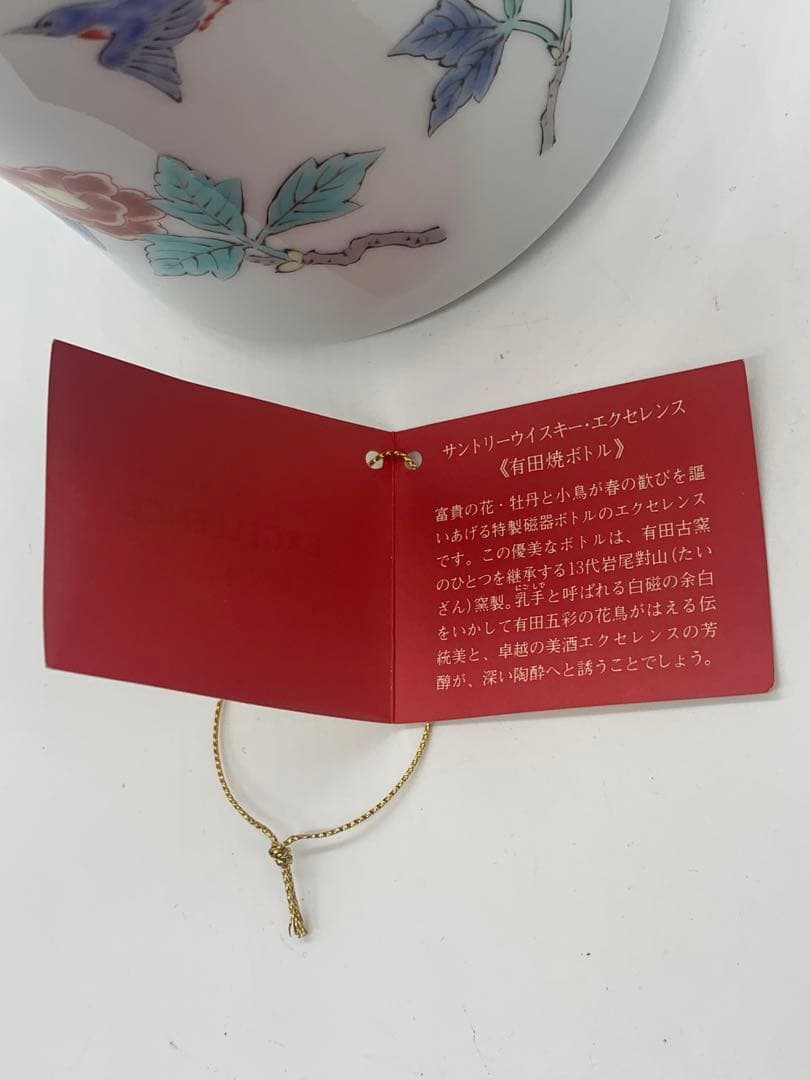 サントリーウイスキー・エクセレンス
《有田焼ボトル》
富貴の花・牡丹と小鳥が春の歓びを謳
いあげる特製磁器ボトルのエクセレンス
です。この優美なボトルは、有田古窯
のひとつを継承する13代岩尾對山(たい
ざん)窯製。乳手と呼ばれる白磁の余白
をいかして有田五彩の花鳥がはえる伝
統美と、卓越の美酒エクセレンスの芳
醇が、深い陶酔へと誘うことでしょう。